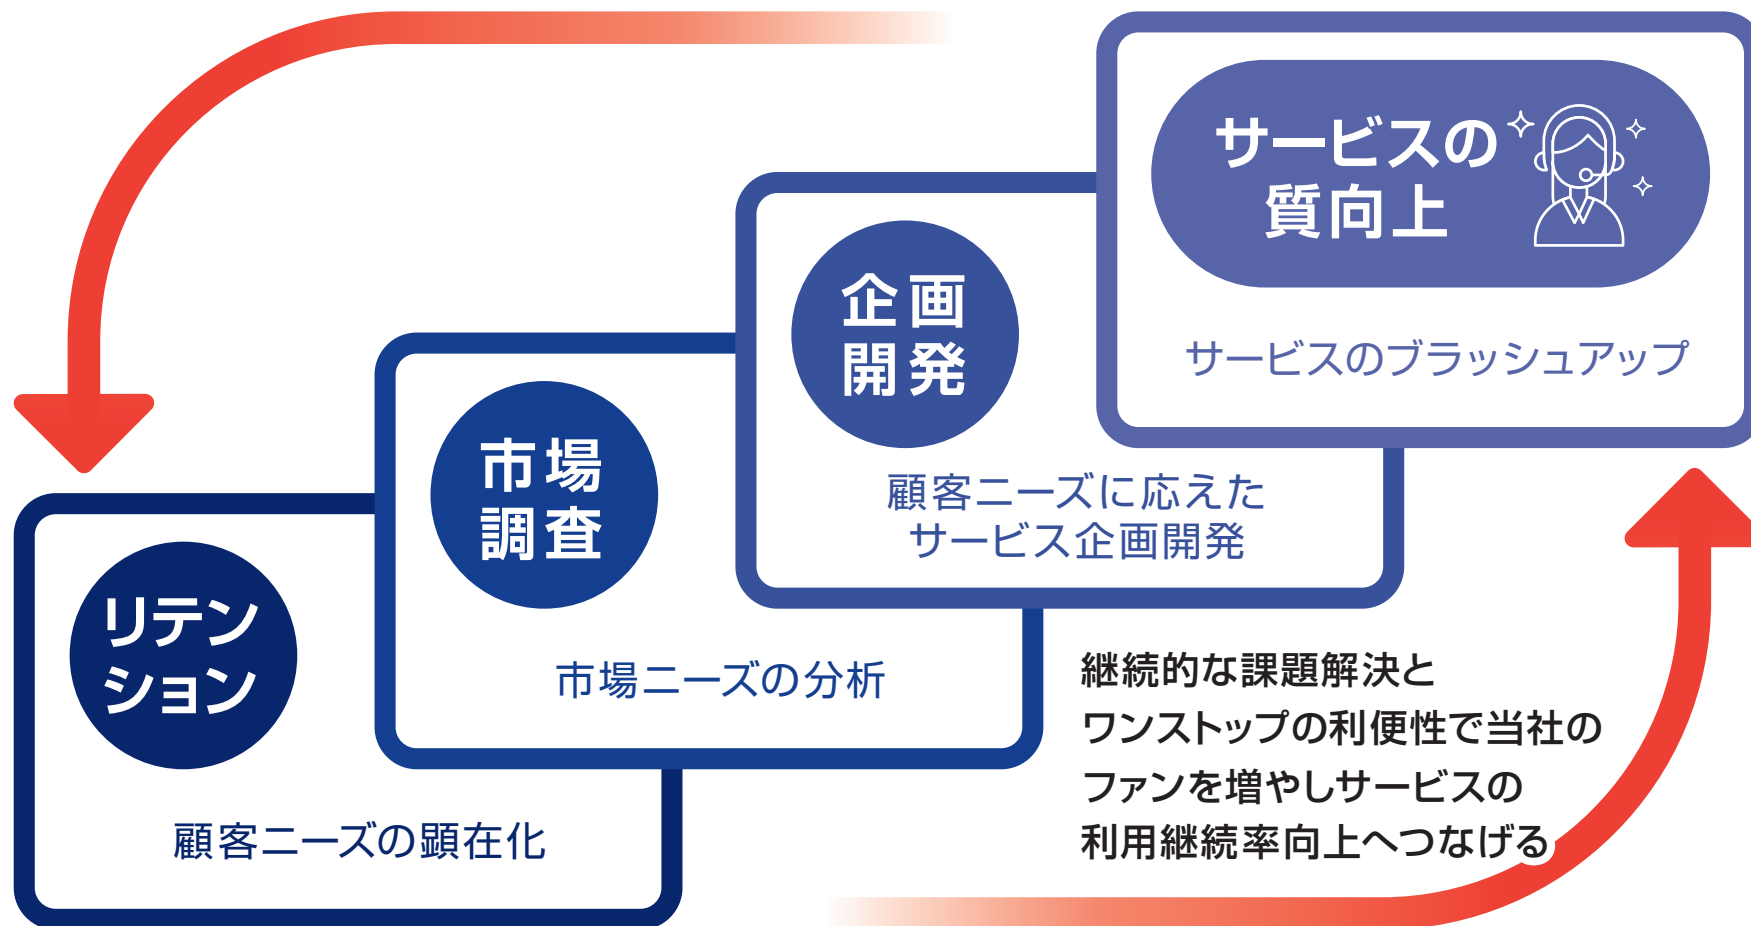 サービスの
質向上
サービスのブラッシュアップ
企画
開発
顧客ニーズに応えた
サービス企画開発
市場
調査
市場ニーズの分析
リテン
ション
顧客ニーズの顕在化
継続的な課題解決と
ワンストップの利便性で当社の
ファンを増やしサービスの
利用継続率向上へつなげる